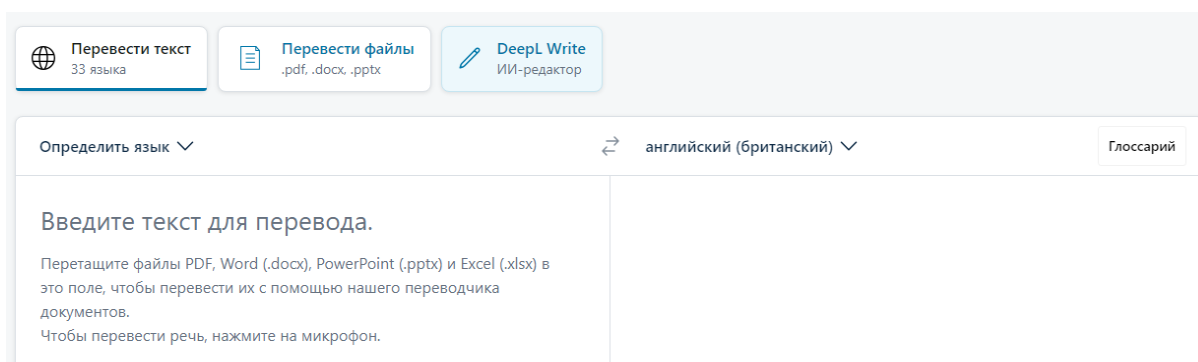 Перевести текст
33 языка
Перевести файлы
.pdf, .docx, .pptx
DeepL Write
ИИ-редактор
Определить язык
английский (британский)
Глоссарий
Введите текст для перевода.
Перетащите файлы PDF, Word (.docx), PowerPoint (.pptx) и Excel (.xlsx) в
это поле, чтобы перевести их с помощью нашего переводчика
документов.
Чтобы перевести речь, нажмите на микрофон.